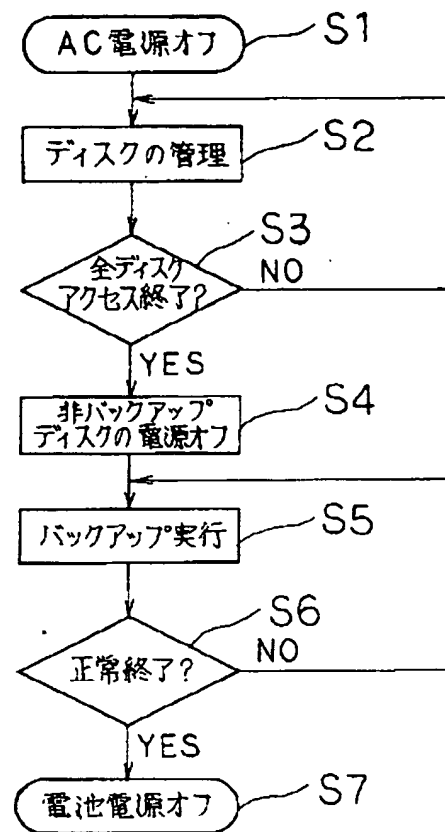 AC電源オフ
S1
ディスクの管理
S2
全ディスク
アクセス終了?
S3
NO
YES
非バックアップ
ディスクの電源オフ
S4
バックアップ実行
S5
正常終了?
S6
NO
YES
電池電源オフ
S7